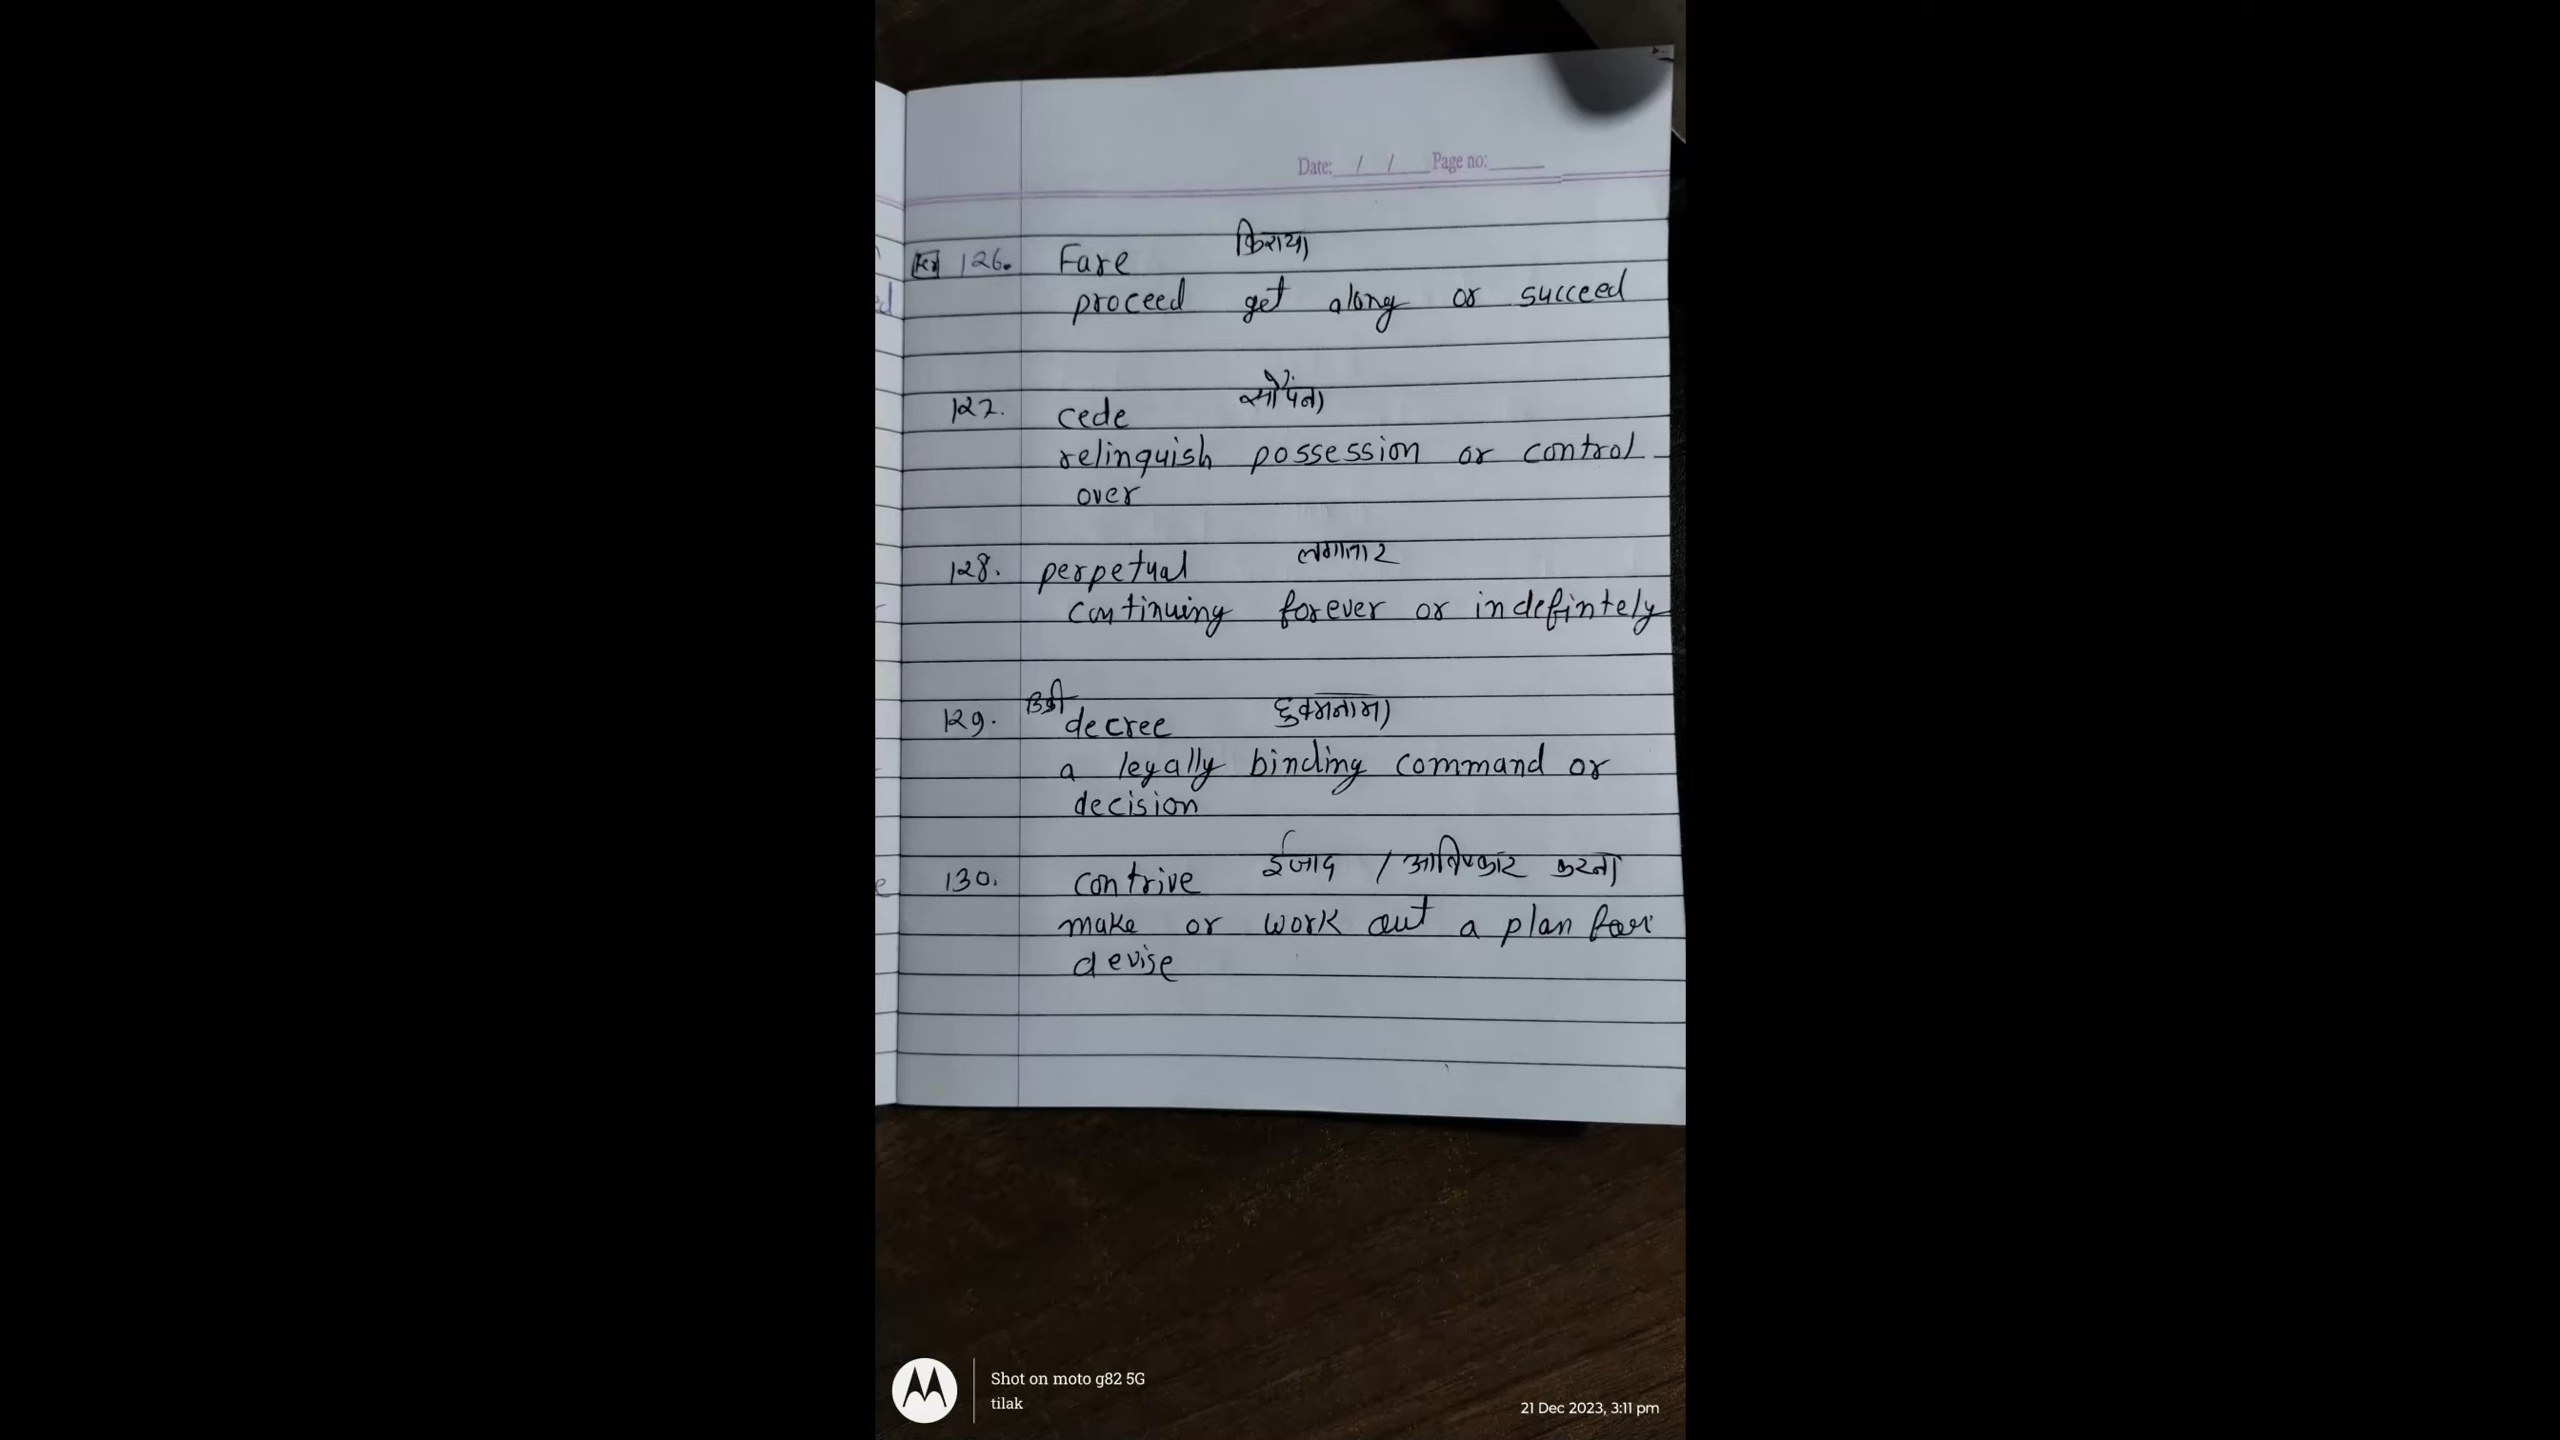 Date: / / Page no:
126. Fare किराया
proceed get along or succeed
127. cede सौंपना
relinquish possession or control
over
128. perpetual लगातार
continuing forever or indefintely
129. डिक्री decree हुक्मनामा
a legally binding command or
decision
130. contrive ईजाद / आविष्कार करना
make or work out a plan for
devise
Shot on moto g82 5G
tilak
21 Dec 2023, 3:11 pm